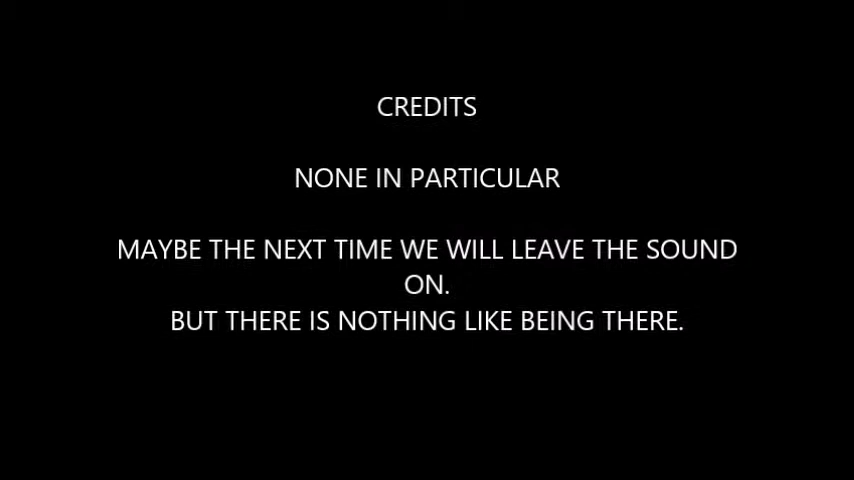 CREDITS
NONE IN PARTICULAR
MAYBE THE NEXT TIME WE WILL LEAVE THE SOUND
ON.
BUT THERE IS NOTHING LIKE BEING THERE.